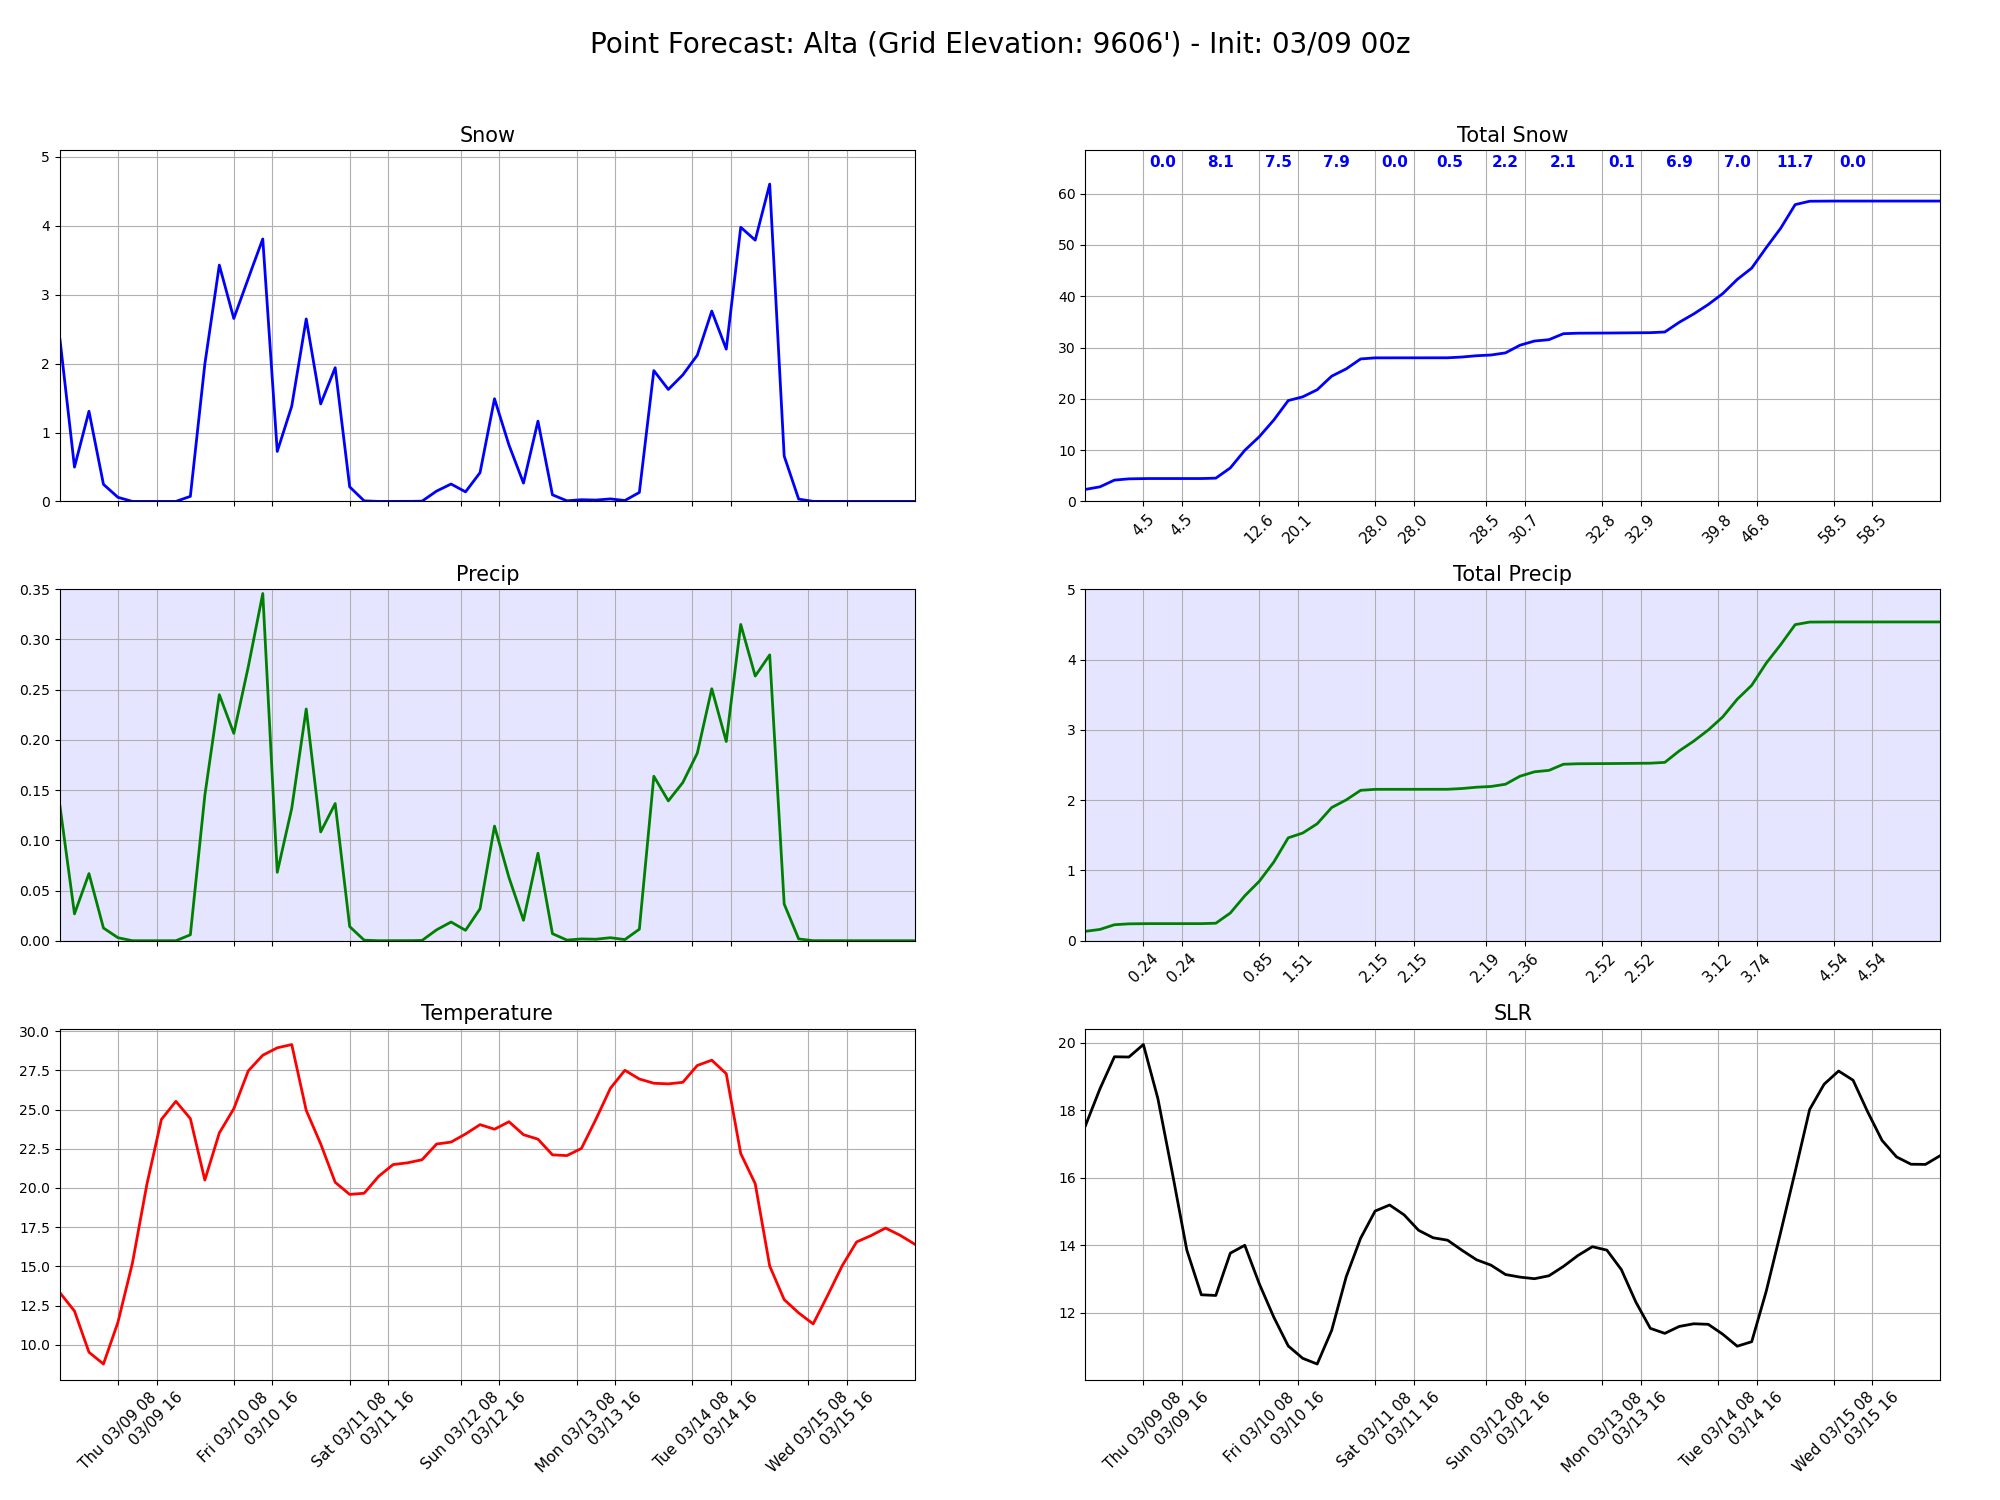 Point Forecast: Alta (Grid Elevation: 9606') - Init: 03/09 00z
Snow
5
4
3
2
1
0
Total Snow
0.0 8.1 7.5 7.9 0.0 0.5 2.2 2.1 0.1 6.9 7.0 11.7 0.0
60
50
40
30
20
10
0
4.5 4.5 12.6 20.1 28.0 28.0 28.5 30.7 32.8 32.9 39.8 46.8 58.5 58.5
Precip
0.35
0.30
0.25
0.20
0.15
0.10
0.05
0.00
Total Precip
5
4
3
2
1
0
0.24 0.24 0.85 1.51 2.15 2.15 2.19 2.36 2.52 2.52 3.12 3.74 4.54 4.54
Temperature
30.0
27.5
25.0
22.5
20.0
17.5
15.0
12.5
10.0
Thu 03/09 08
03/09 16
Fri 03/10 08
03/10 16
Sat 03/11 08
03/11 16
Sun 03/12 08
03/12 16
Mon 03/13 08
03/13 16
Tue 03/14 08
03/14 16
Wed 03/15 08
03/15 16
SLR
20
18
16
14
12
Thu 03/09 08
03/09 16
Fri 03/10 08
03/10 16
Sat 03/11 08
03/11 16
Sun 03/12 08
03/12 16
Mon 03/13 08
03/13 16
Tue 03/14 08
03/14 16
Wed 03/15 08
03/15 16